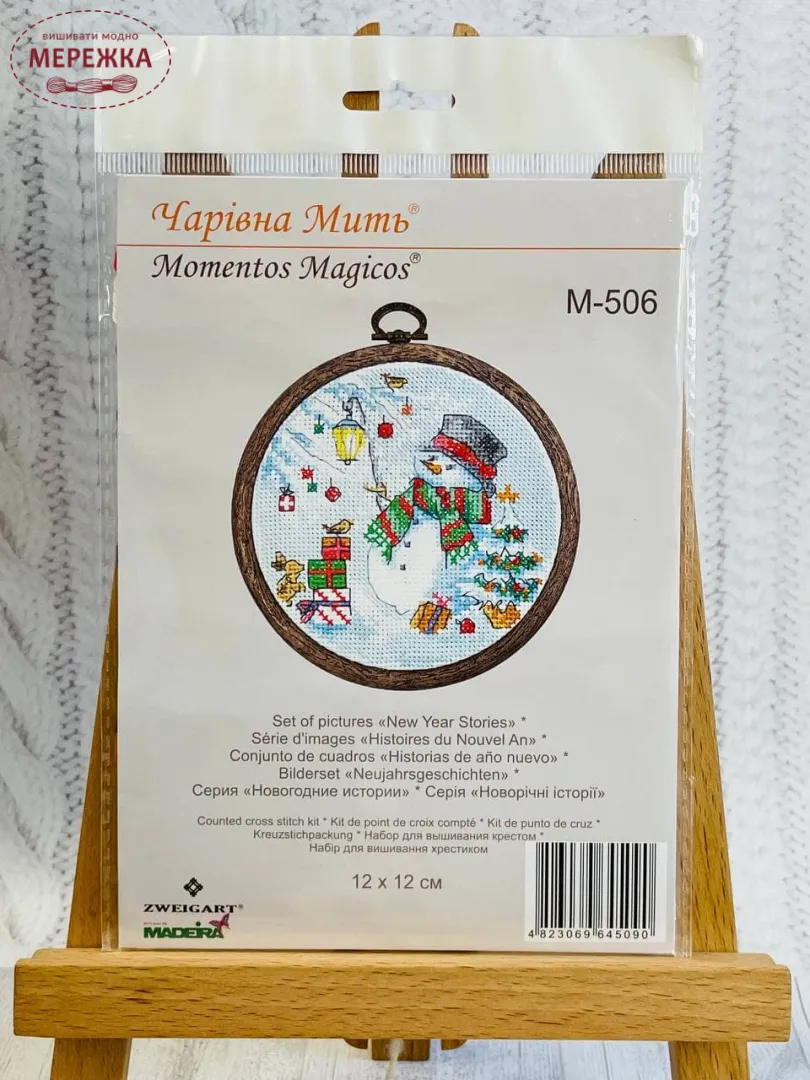 вишивати модно
МЕРЕЖКА
Чарівна Мить®
Momentos Magicos®
М-506
Set of pictures «New Year Stories» *
Série d'images «Histoires du Nouvel An» *
Conjunto de cuadros «Historias de año nuevo» *
Bilderset «Neujahrsgeschichten» *
Серия «Новогодние истории» * Серія «Новорічні історії»
Counted cross stitch kit * Kit de point de croix compté * Kit de punto de cruz *
Kreuzstichpackung * Набор для вышивания крестом *
Набір для вишивання хрестиком
12 x 12 см
ZWEIGART®
MADEIRA
4 823069 645090